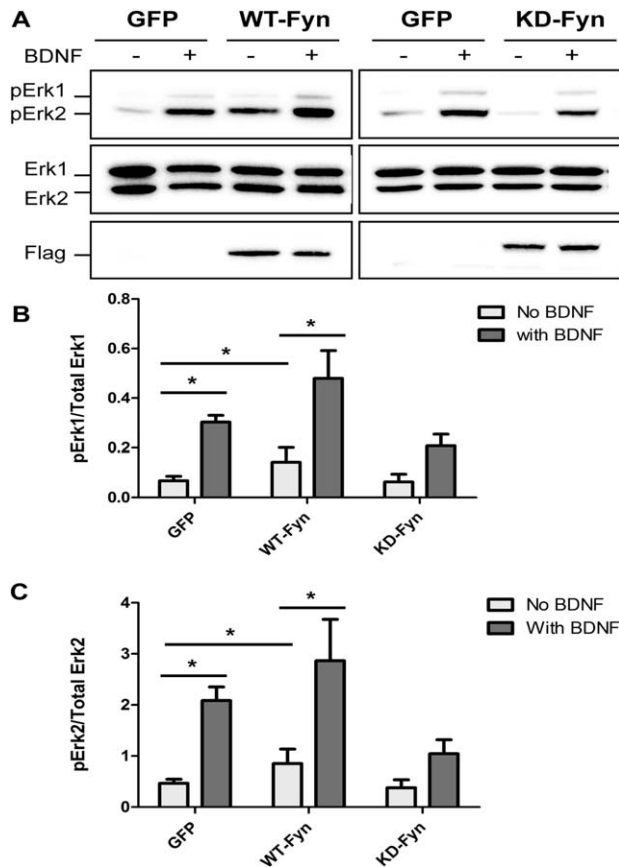 A
GFP WT-Fyn GFP KD-Fyn
BDNF - + - + - + - +
pErk1
pErk2
Erk1
Erk2
Flag
B
No BDNF
with BDNF
pErk1/Total Erk1
0.8
0.6
0.4
0.2
0.0
* * *
GFP WT-Fyn KD-Fyn
C
No BDNF
With BDNF
pErk2/Total Erk2
4
3
2
1
0
* * *
GFP WT-Fyn KD-Fyn